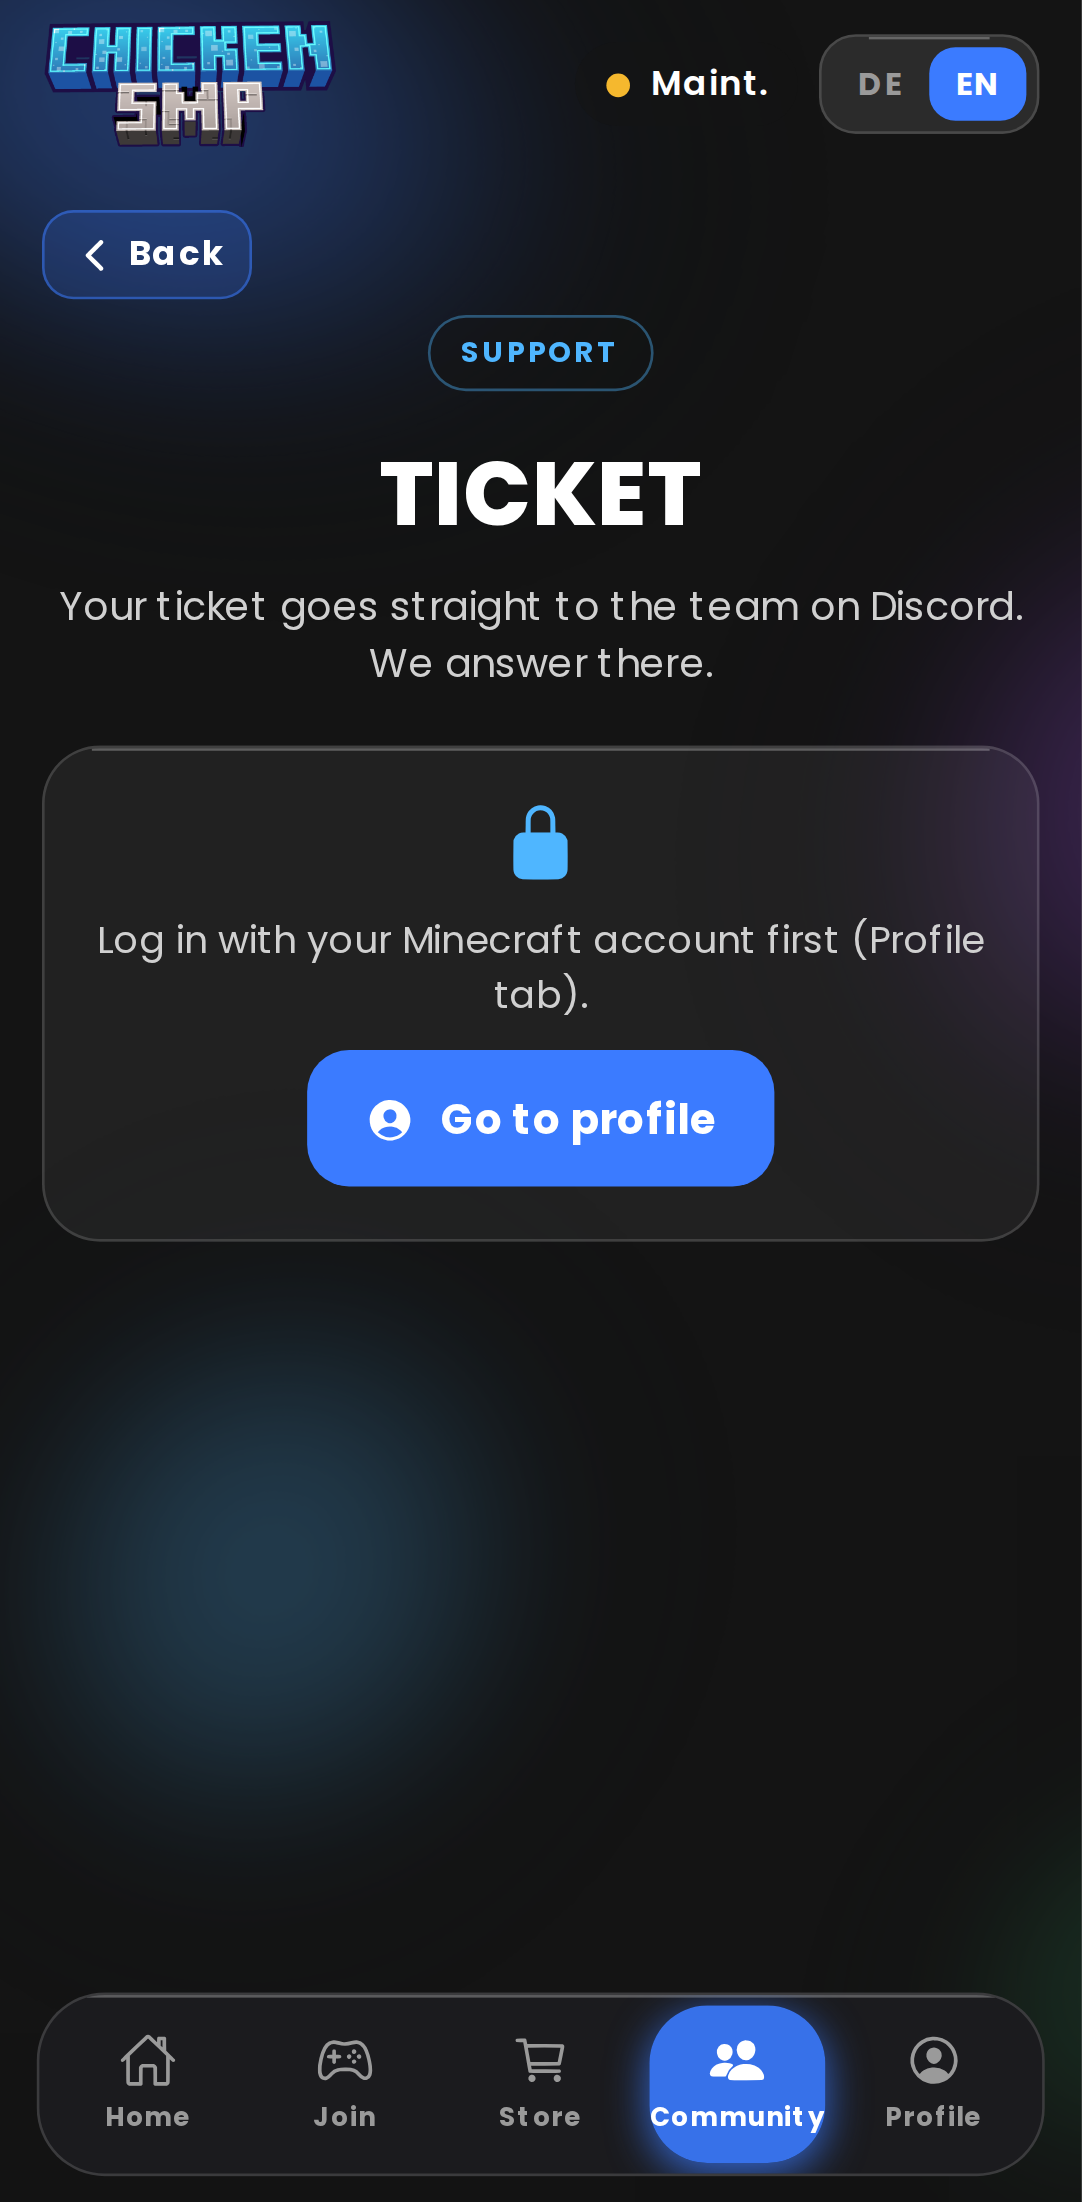 CHICKEN
SMP
Maint.
DE EN
Back
SUPPORT
TICKET
Your ticket goes straight to the team on Discord.
We answer there.
Log in with your Minecraft account first (Profile
tab).
Go to profile
Home Join Store Community Profile